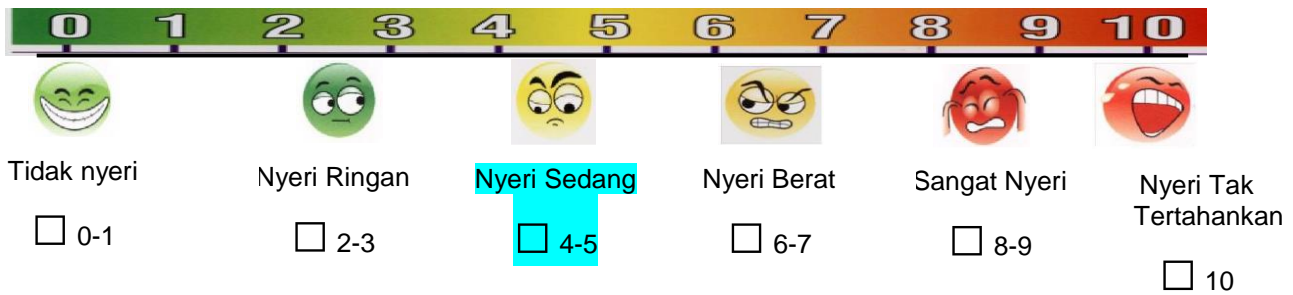 0 1 2 3 4 5 6 7 8 9 10
Tidak nyeri Nyeri Ringan Nyeri Sedang Nyeri Berat Sangat Nyeri Nyeri Tak
Tertahankan
☐ 0-1 ☐ 2-3 ☐ 4-5 ☐ 6-7 ☐ 8-9
☐ 10